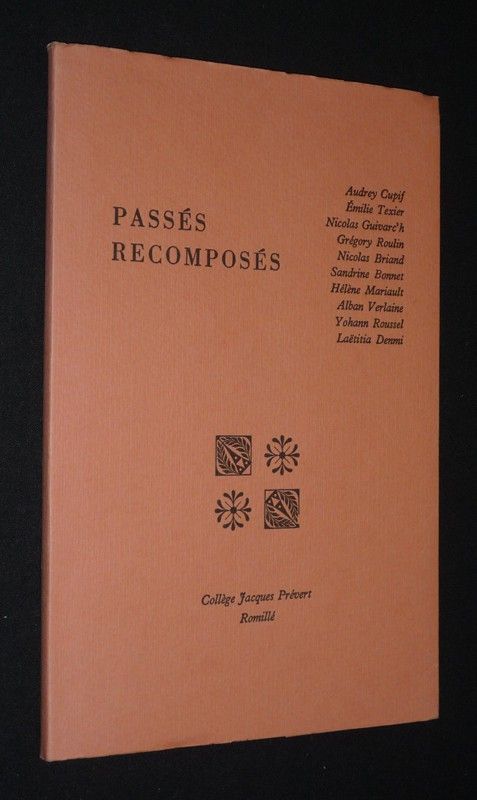 PASSÉS
RECOMPOSÉS
Audrey Cupif
Émilie Texier
Nicolas Guivarc'h
Grégory Roulin
Nicolas Briand
Sandrine Bonnet
Hélène Mariault
Alban Verlaine
Yohann Roussel
Laëtitia Denmi
Collège Jacques Prévert
Romillé